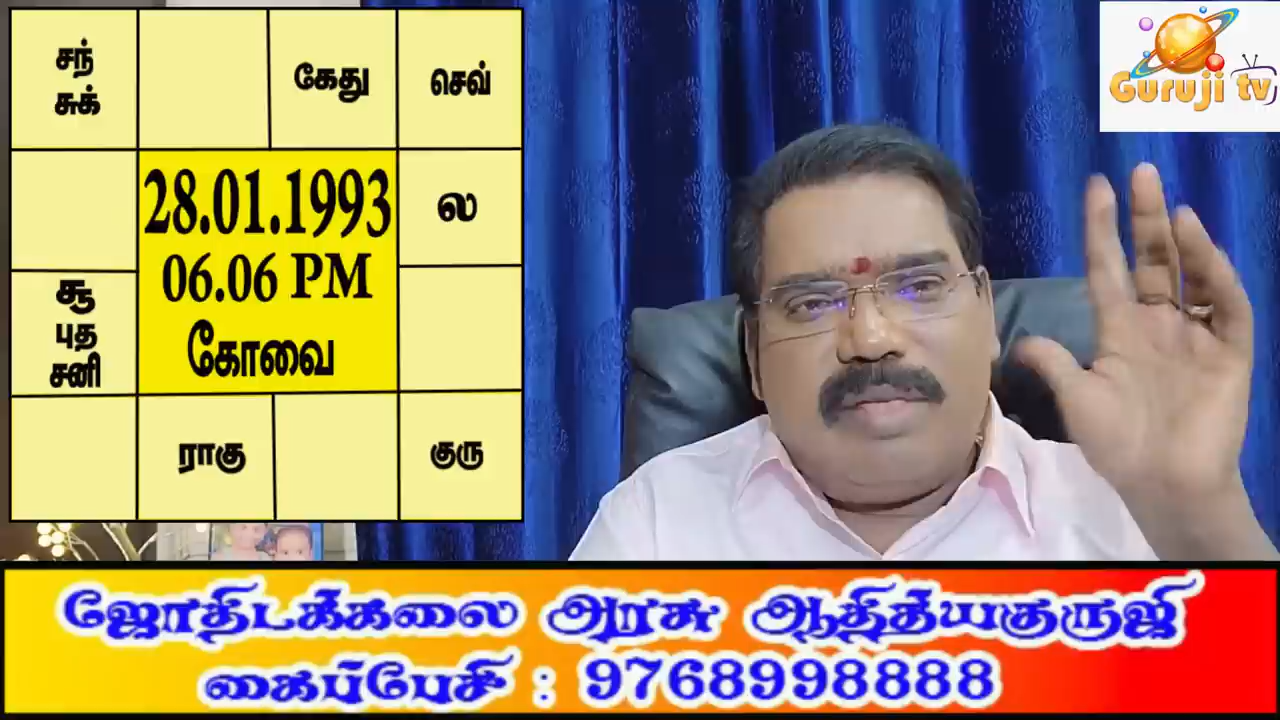 சந்
சுக்
கேது
செவ்
Guruji tv
28.01.1993
06.06 PM
கோவை
ல
சூ
புத
சனி
ராகு
குரு
ஜோதிடக்கலை அரசு ஆதித்யகுருஜி
கைப்பேசி : 9768998888